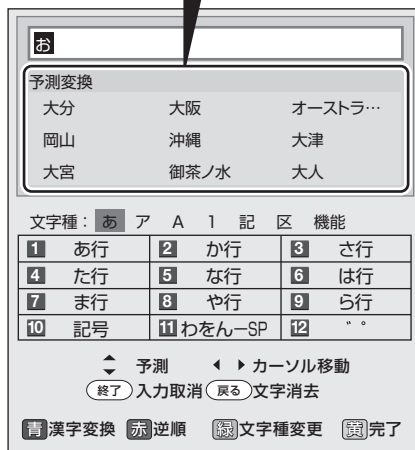 お
予測変換
大分 大阪 オーストラ…
岡山 沖縄 大津
大宮 御茶ノ水 大人
文字種： あ ア A 1 記 区 機能
1 あ行 2 か行 3 さ行
4 た行 5 な行 6 は行
7 ま行 8 や行 9 ら行
10 記号 11 わをんーSP 12 ゛゜
予測 カーソル移動
終了 入力取消 戻る 文字消去
青 漢字変換 赤 逆順 緑 文字種変更 黄 完了